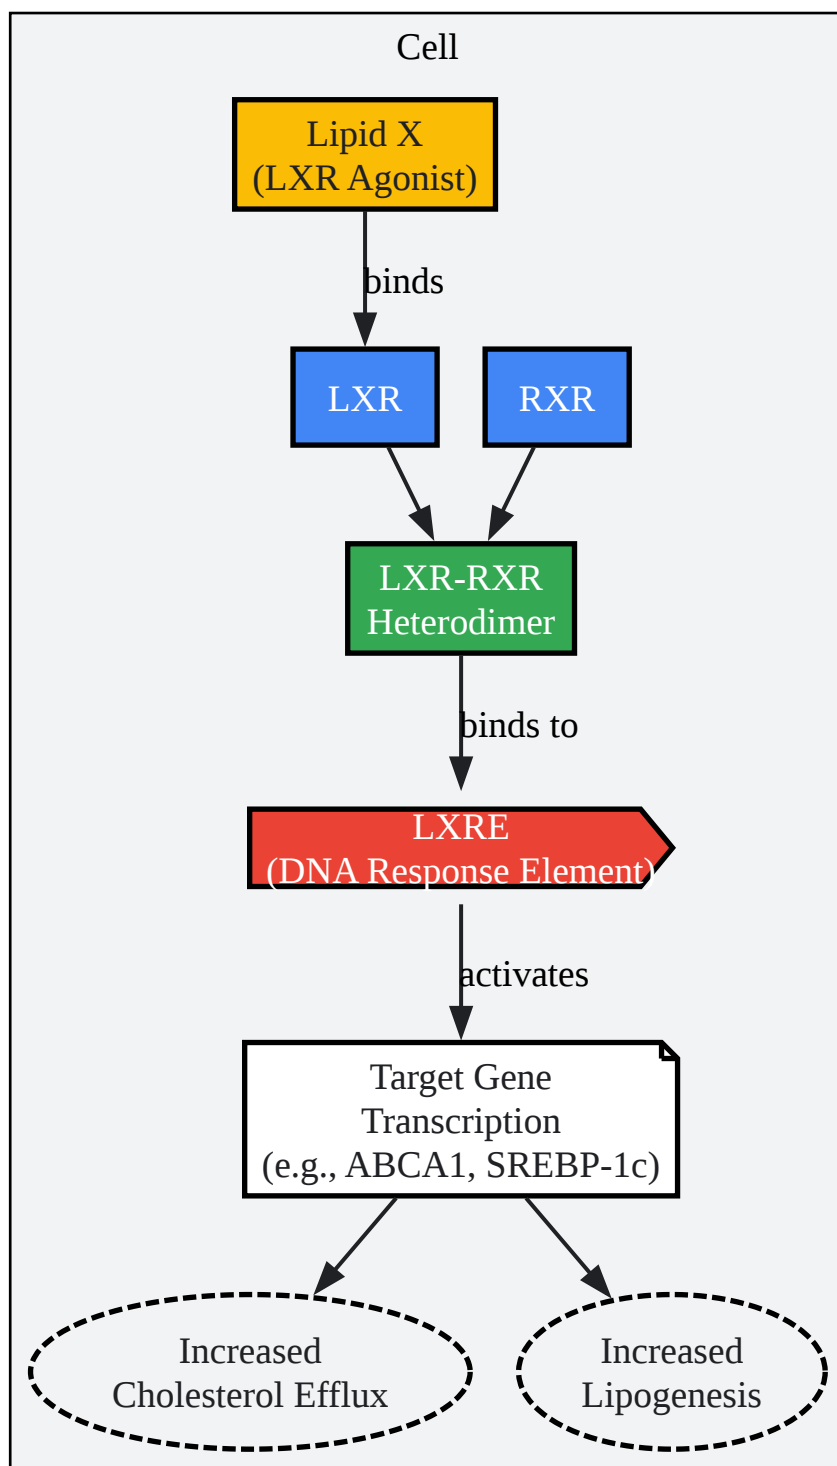 Cell
Lipid X
(LXR Agonist)
binds
LXR
RXR
LXR-RXR
Heterodimer
binds to
LXRE
(DNA Response Element)
activates
Target Gene
Transcription
(e.g., ABCA1, SREBP-1c)
Increased
Cholesterol Efflux
Increased
Lipogenesis